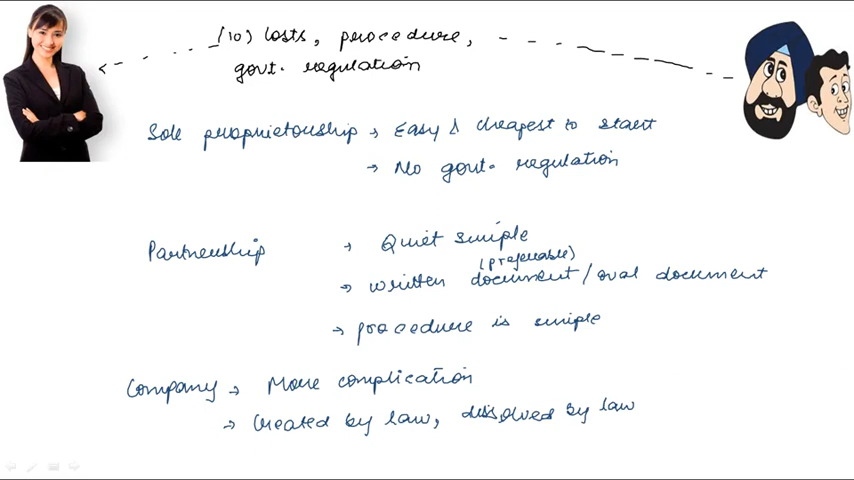 (10) Costs, procedure,
govt. regulation
Sole proprietorship → Easy & cheapest to start
→ No govt. regulation
Partnership → Quiet simple
(preferable)
→ written document/oral document
→ procedure is simple
Company → More complication
→ Created by law, dissolved by law